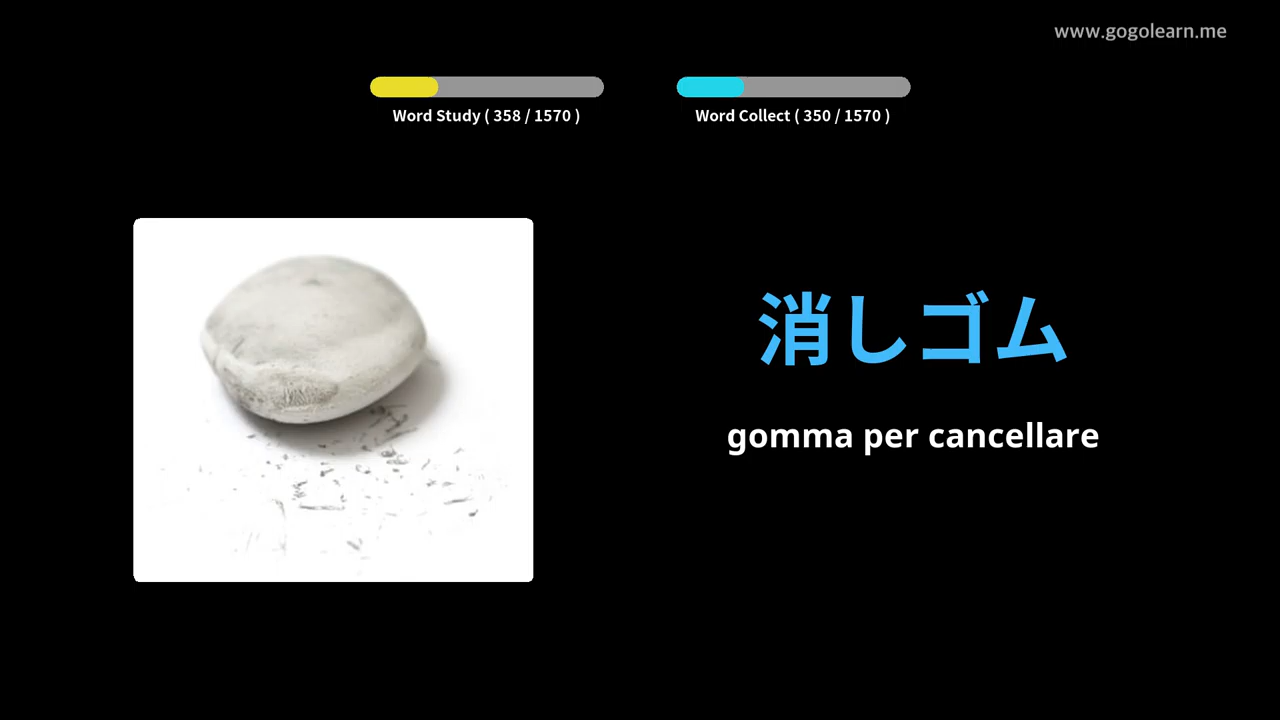 www.gogolearn.me
Word Study ( 358 / 1570 )
Word Collect ( 350 / 1570 )
消しゴム
gomma per cancellare